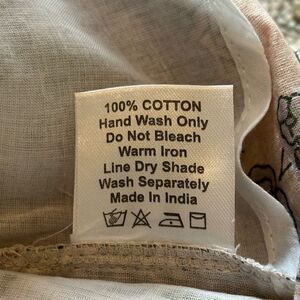 100% COTTON
Hand Wash Only
Do Not Bleach
Warm Iron
Line Dry Shade
Wash Separately
Made In India